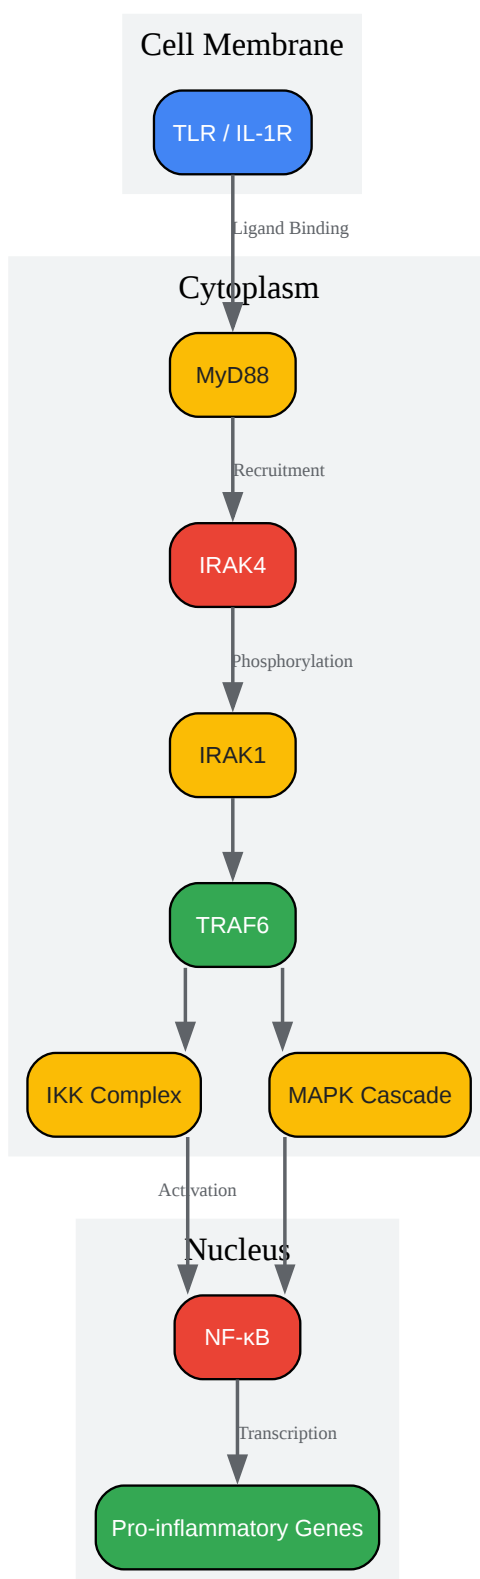 Cell Membrane
TLR / IL-1R
Ligand Binding
Cytoplasm
MyD88
Recruitment
IRAK4
Phosphorylation
IRAK1
TRAF6
IKK Complex
MAPK Cascade
Activation
Nucleus
NF-κB
Transcription
Pro-inflammatory Genes